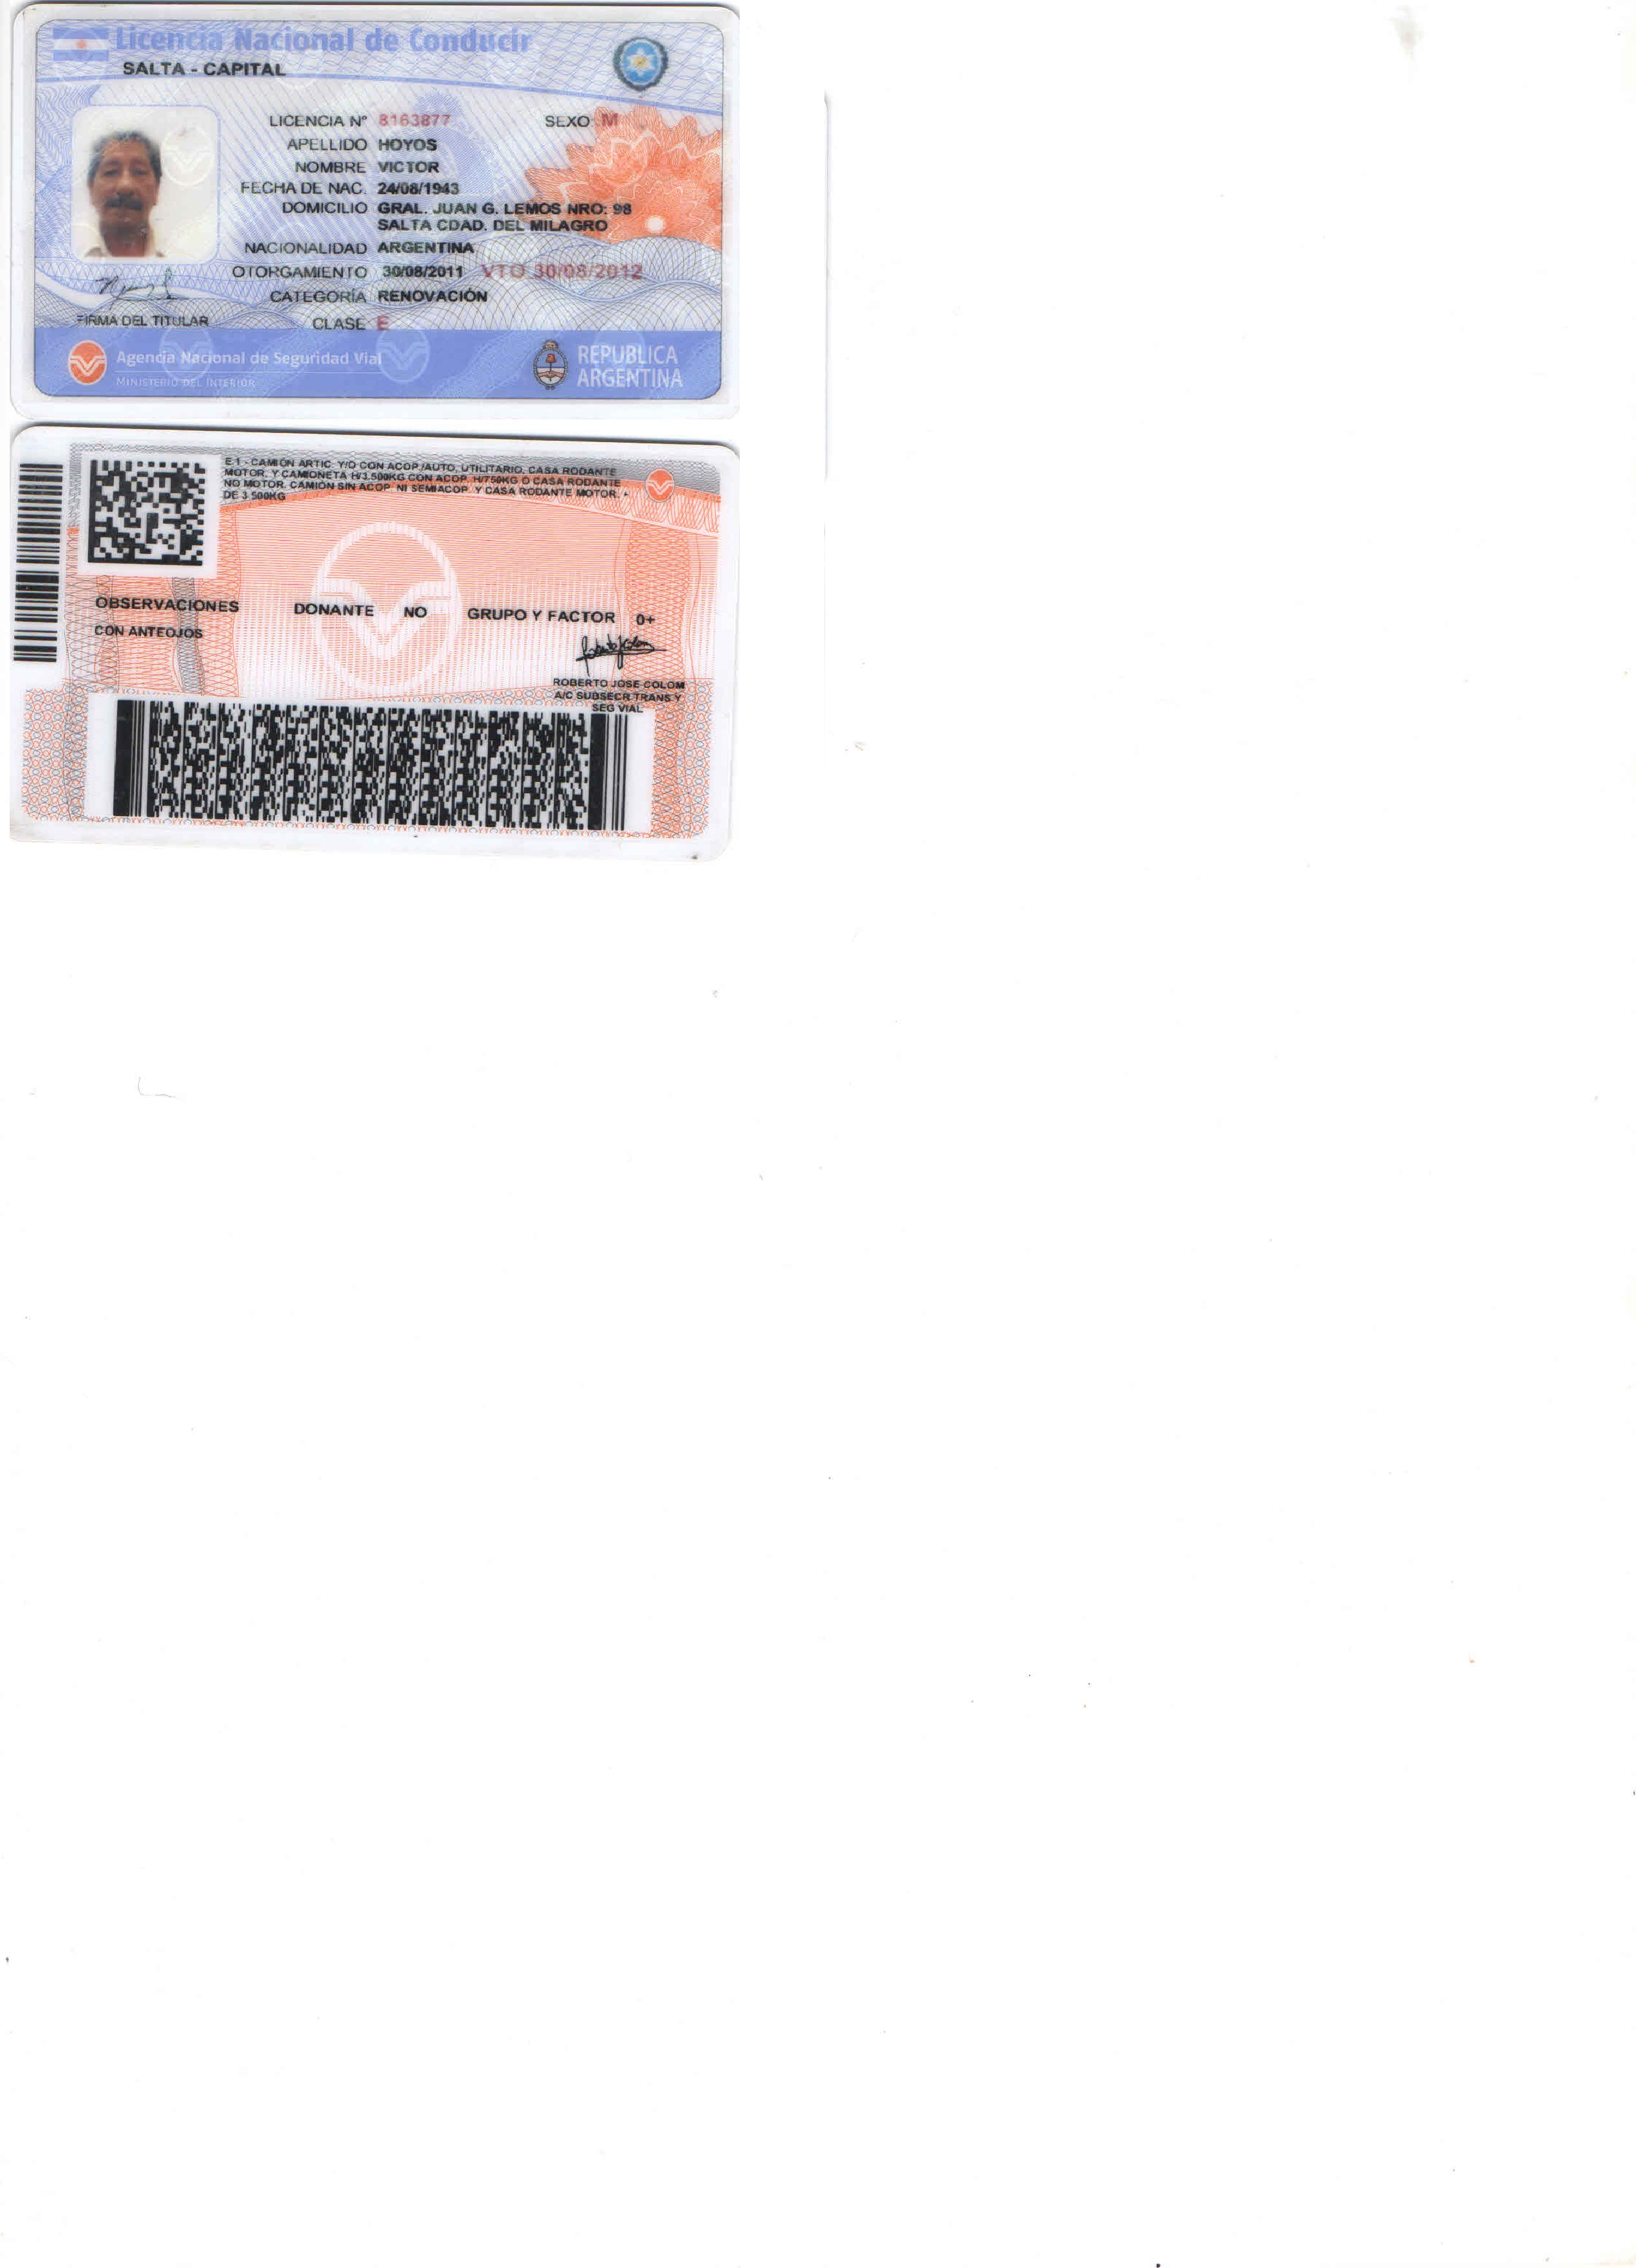 Licencia Nacional de Conducir
SALTA - CAPITAL
LICENCIA Nº 8163877 SEXO M
APELLIDO HOYOS
NOMBRE VICTOR
FECHA DE NAC. 24/08/1943
DOMICILIO GRAL. JUAN G. LEMOS NRO: 98
SALTA CDAD. DEL MILAGRO
NACIONALIDAD ARGENTINA
OTORGAMIENTO 30/08/2011 VTO 30/08/2012
CATEGORÍA RENOVACIÓN
FIRMA DEL TITULAR CLASE E
Agencia Nacional de Seguridad Vial
MINISTERIO DEL INTERIOR
REPUBLICA
ARGENTINA
E.1 - CAMIÓN ARTIC. Y/O CON ACOP./AUTO, UTILITARIO, CASA RODANTE
MOTOR. Y CAMIONETA H/3.500KG CON ACOP. H/750KG O CASA RODANTE
NO MOTOR. CAMIÓN SIN ACOP. NI SEMIACOP. Y CASA RODANTE MOTOR. +
DE 3.500KG
OBSERVACIONES DONANTE NO GRUPO Y FACTOR 0+
CON ANTEOJOS
ROBERTO JOSE COLOM
A/C SUBSECR TRANS Y
SEG VIAL